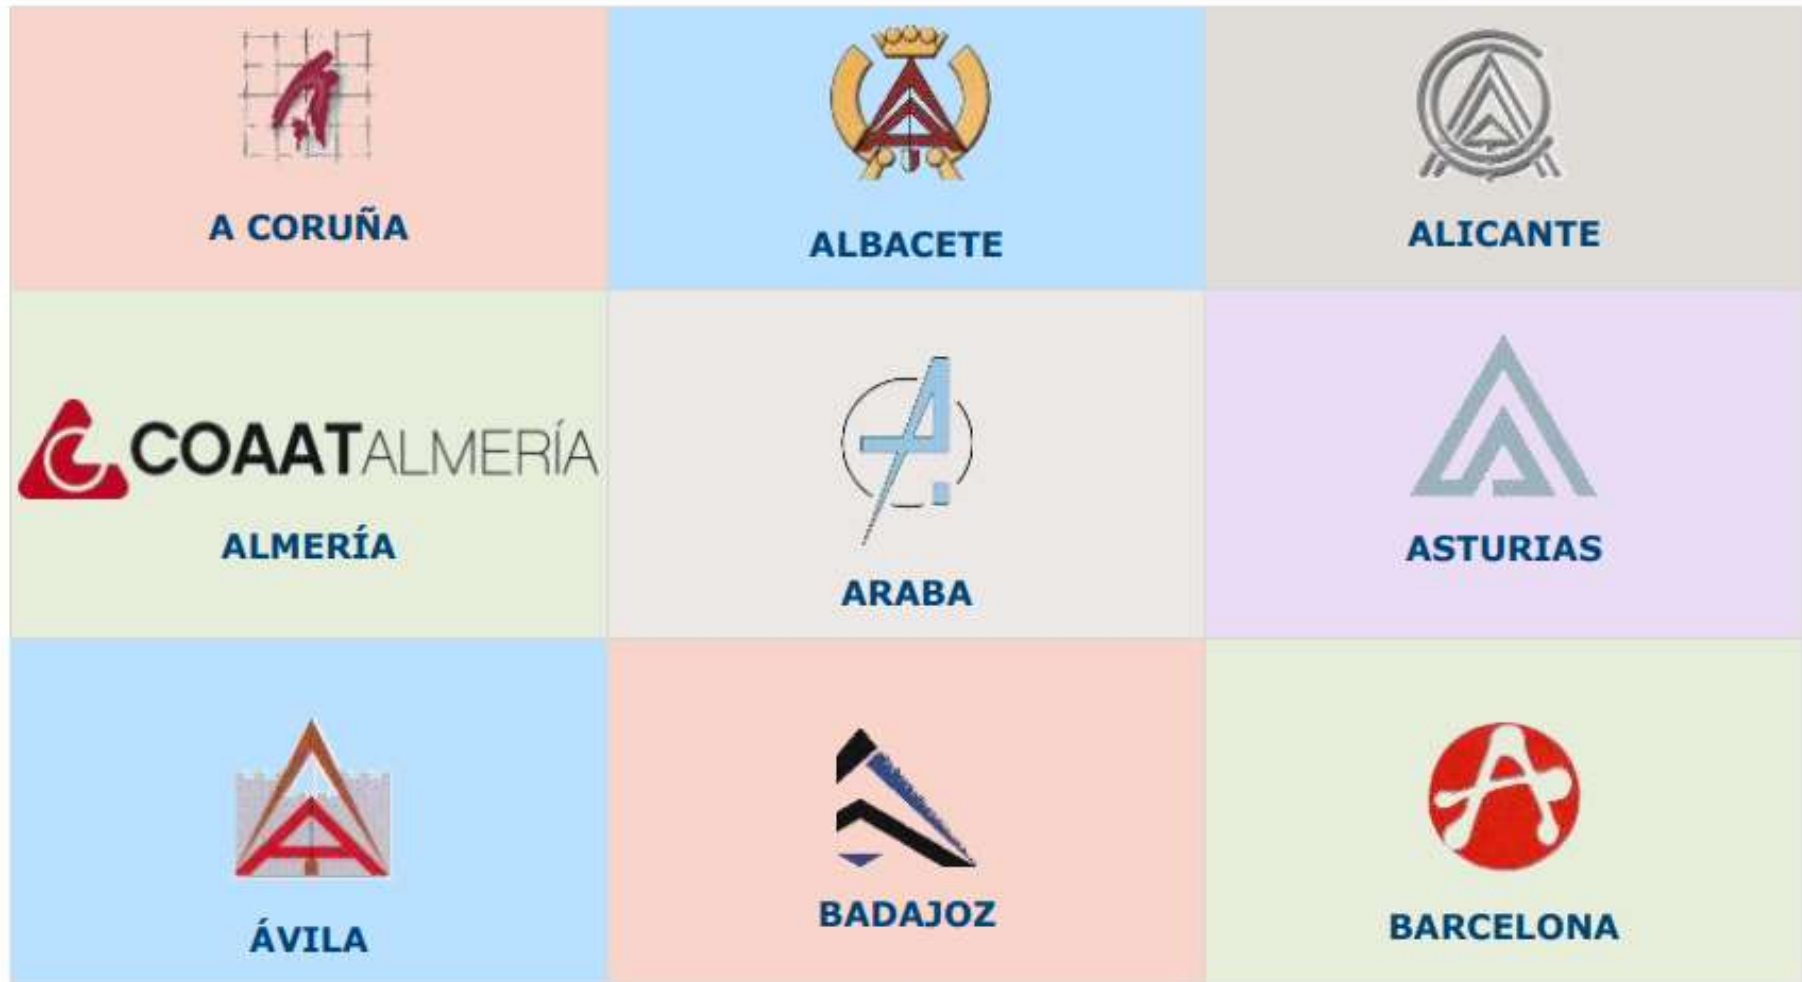 A CORUÑA
ALBACETE
ALICANTE
COAATALMERÍA
ALMERÍA
ARABA
ASTURIAS
ÁVILA
BADAJOZ
BARCELONA